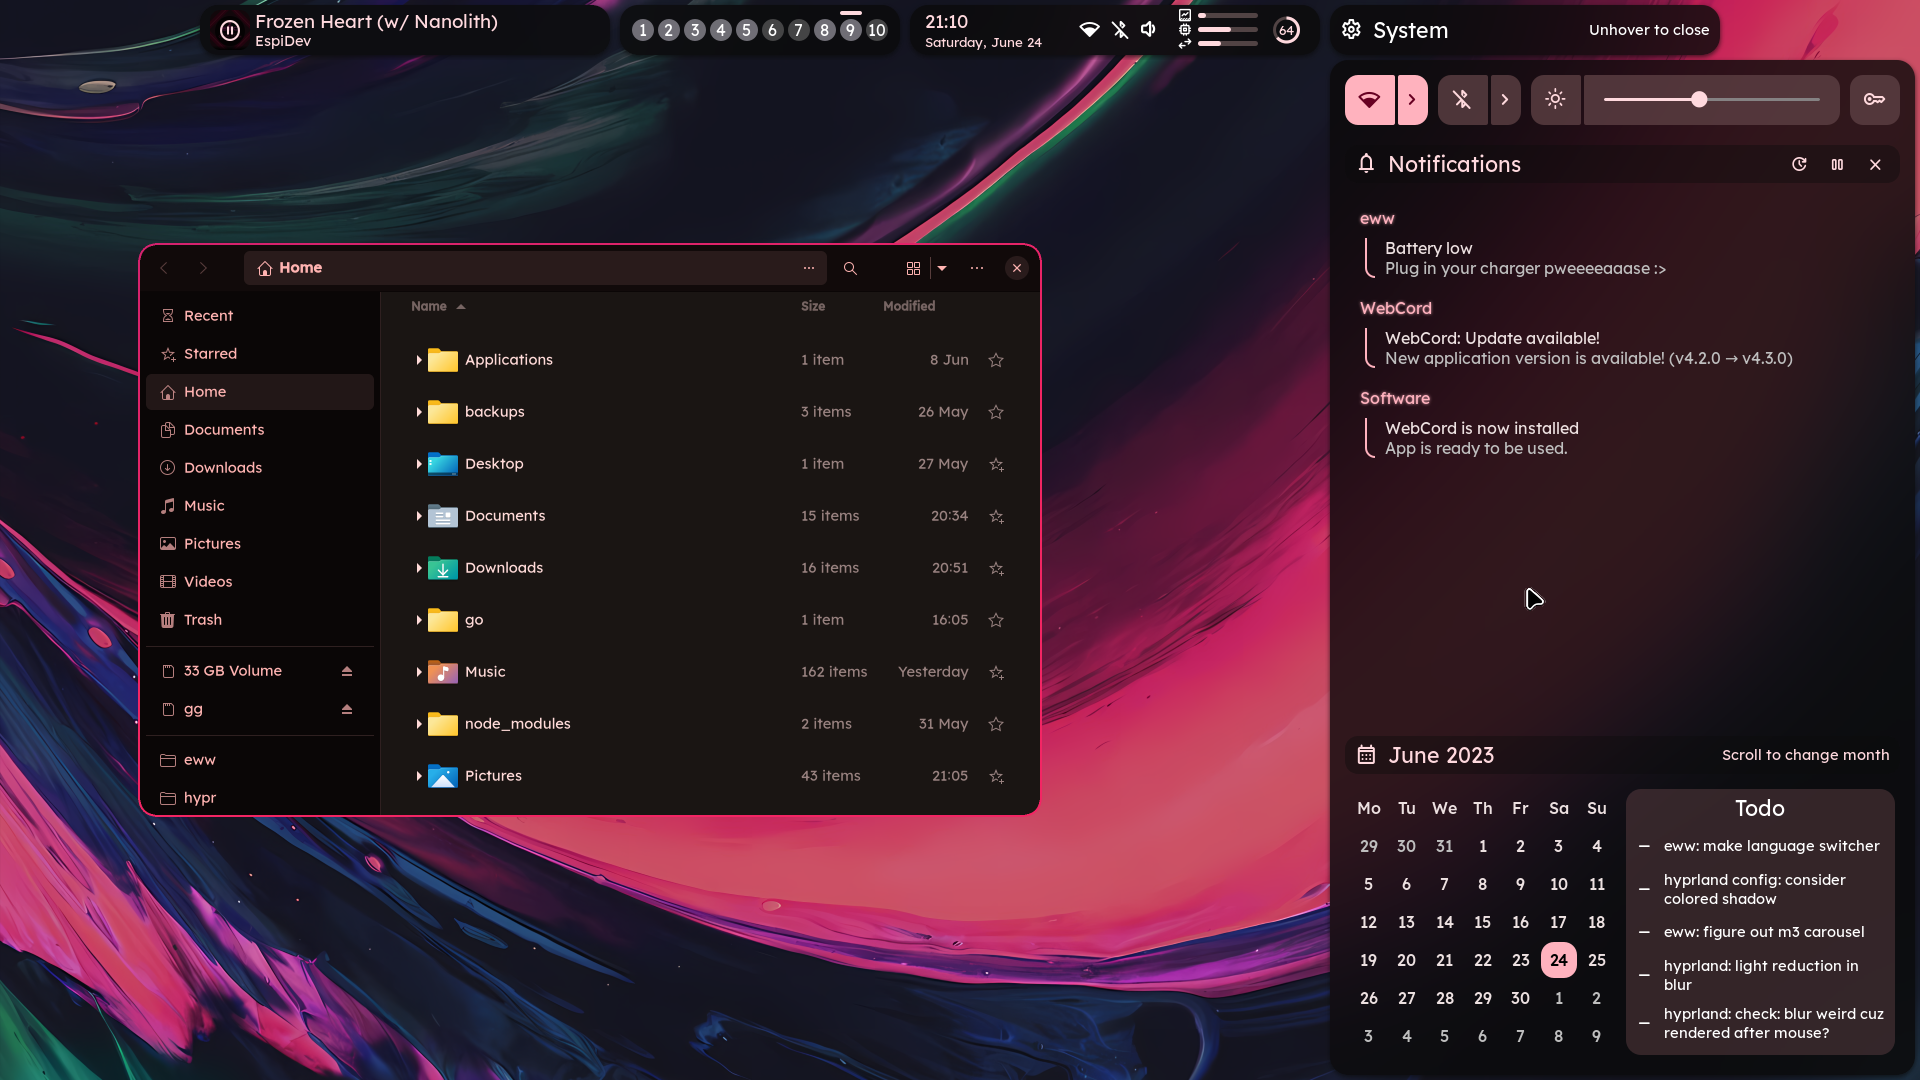 Frozen Heart (w/ Nanolith)
EspiDev
1 2 3 4 5 6 7 8 9 10
21:10
Saturday, June 24
64
System
Unhover to close
Home
Recent
Starred
Home
Documents
Downloads
Music
Pictures
Videos
Trash
33 GB Volume
gg
eww
hypr
Name Size Modified
Applications 1 item 8 Jun
backups 3 items 26 May
Desktop 1 item 27 May
Documents 15 items 20:34
Downloads 16 items 20:51
go 1 item 16:05
Music 162 items Yesterday
node_modules 2 items 31 May
Pictures 43 items 21:05
Notifications
eww
Battery low
Plug in your charger pweeeeaaase :>
WebCord
WebCord: Update available!
New application version is available! (v4.2.0 → v4.3.0)
Software
WebCord is now installed
App is ready to be used.
June 2023
Scroll to change month
Mo Tu We Th Fr Sa Su
29 30 31 1 2 3 4
5 6 7 8 9 10 11
12 13 14 15 16 17 18
19 20 21 22 23 24 25
26 27 28 29 30 1 2
3 4 5 6 7 8 9
Todo
— eww: make language switcher
— hyprland config: consider
colored shadow
— eww: figure out m3 carousel
— hyprland: light reduction in
blur
— hyprland: check: blur weird cuz
rendered after mouse?